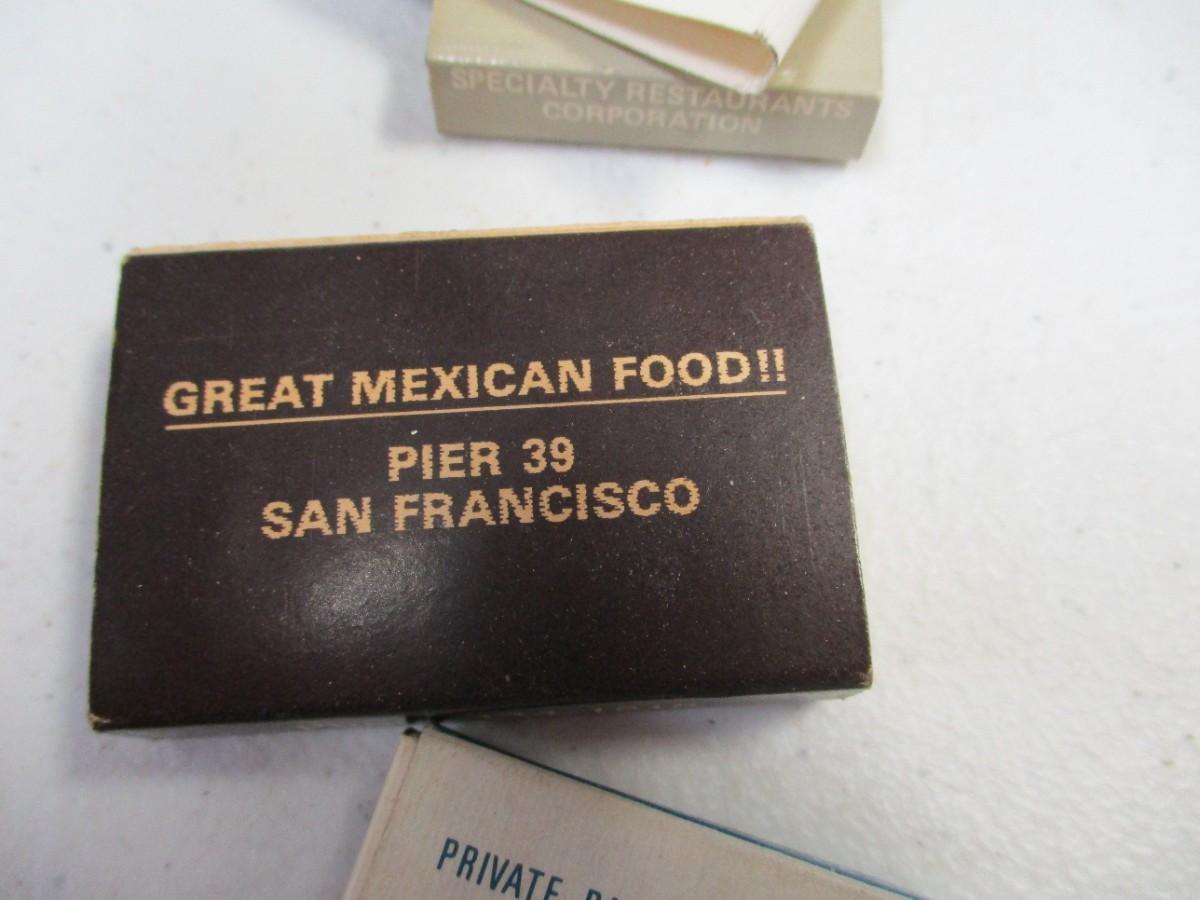 SPECIALTY RESTAURANTS
CORPORATION
GREAT MEXICAN FOOD!!
PIER 39
SAN FRANCISCO
PRIVATE